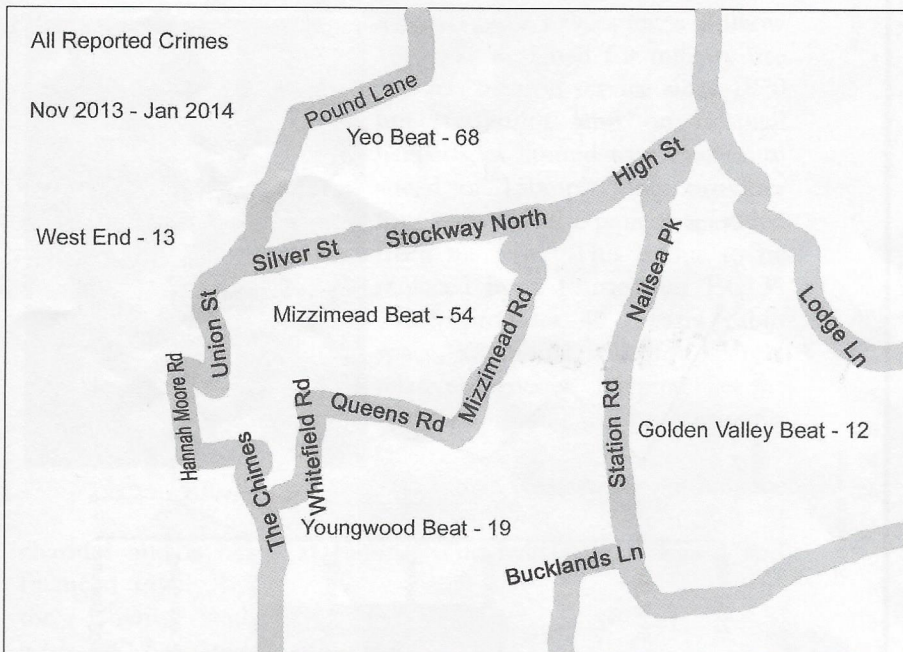 All Reported Crimes
Nov 2013 - Jan 2014
Pound Lane
Yeo Beat - 68
High St
West End - 13
Silver St
Stockway North
Nailsea Pk
Union St
Mizzimead Beat - 54
Mizzimead Rd
Lodge Ln
Hannah Moore Rd
Whitefield Rd
Queens Rd
Station Rd
Golden Valley Beat - 12
The Chimes
Youngwood Beat - 19
Bucklands Ln